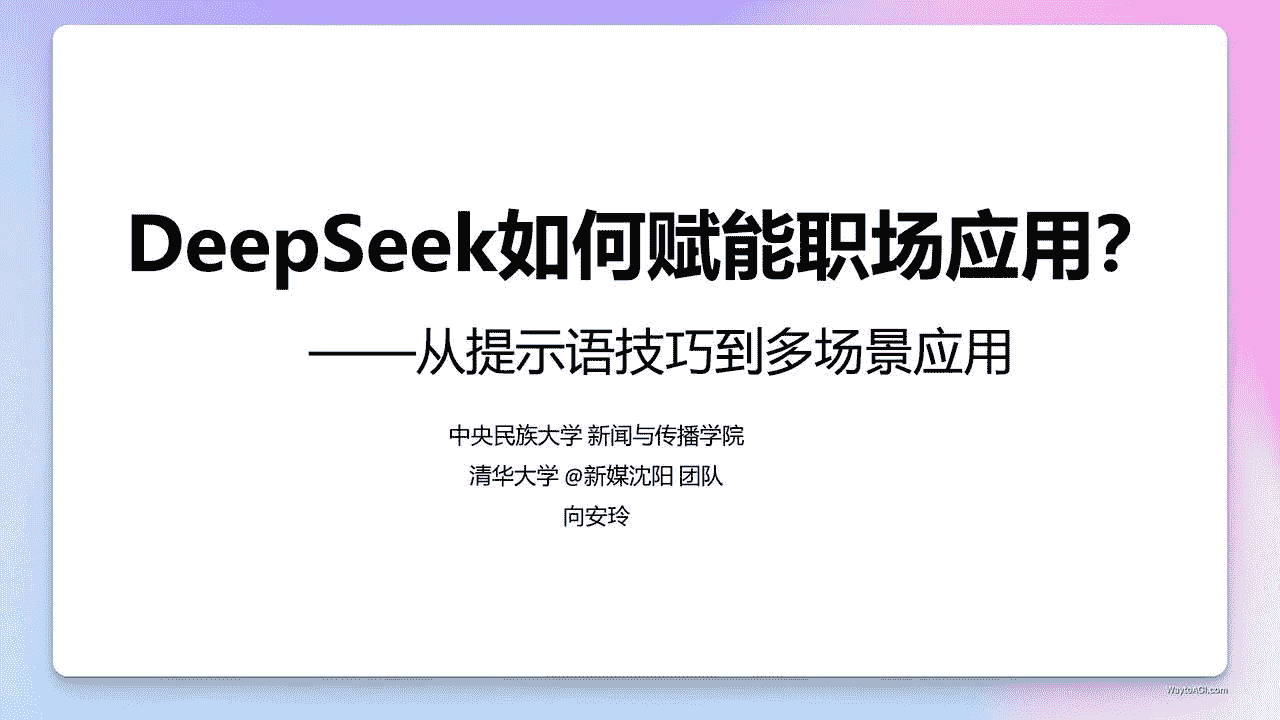 DeepSeek如何赋能职场应用?
——从提示语技巧到多场景应用
中央民族大学 新闻与传播学院
清华大学 @新媒沈阳 团队
向安玲
WaytoAGI.com